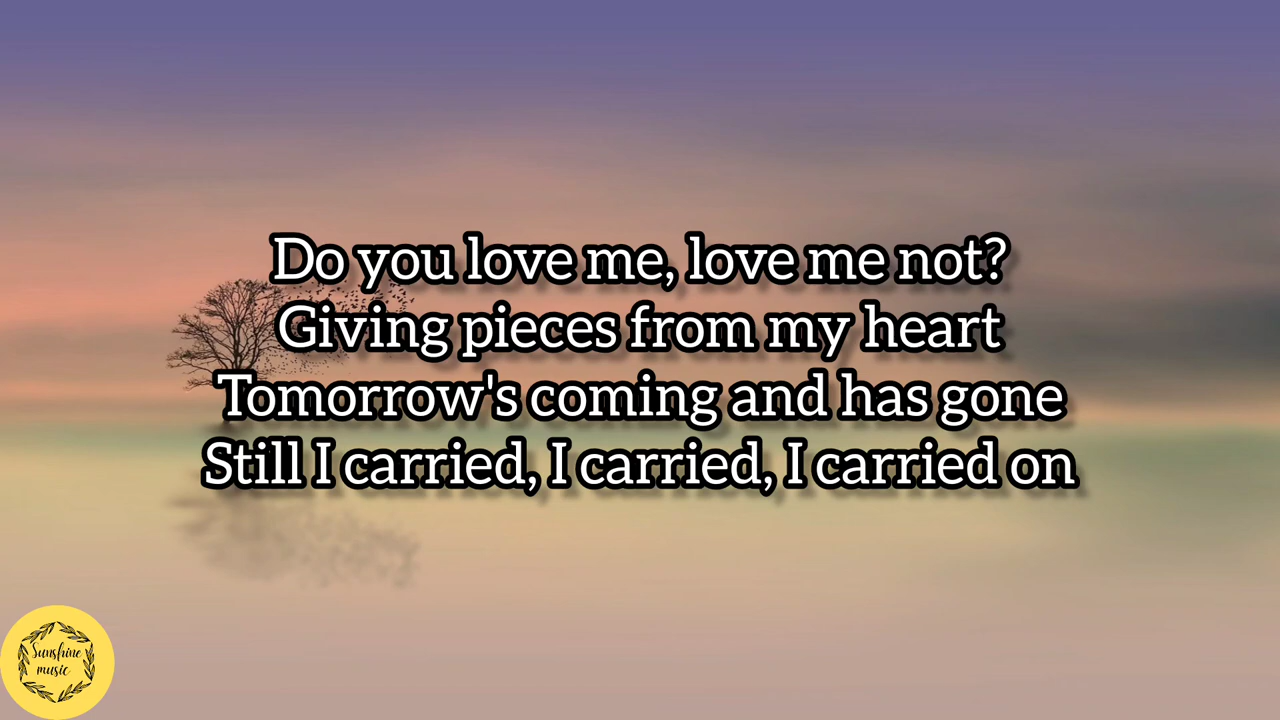 Do you love me, love me not?
Giving pieces from my heart
Tomorrow's coming and has gone
Still I carried, I carried, I carried on
Sunshine
music